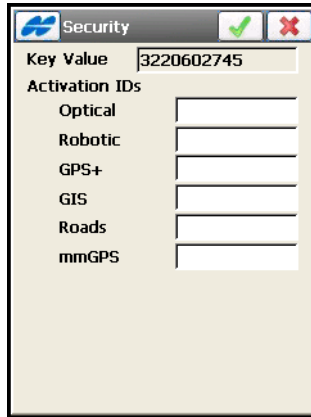 Security
Key Value 3220602745
Activation IDs
Optical
Robotic
GPS+
GIS
Roads
mmGPS